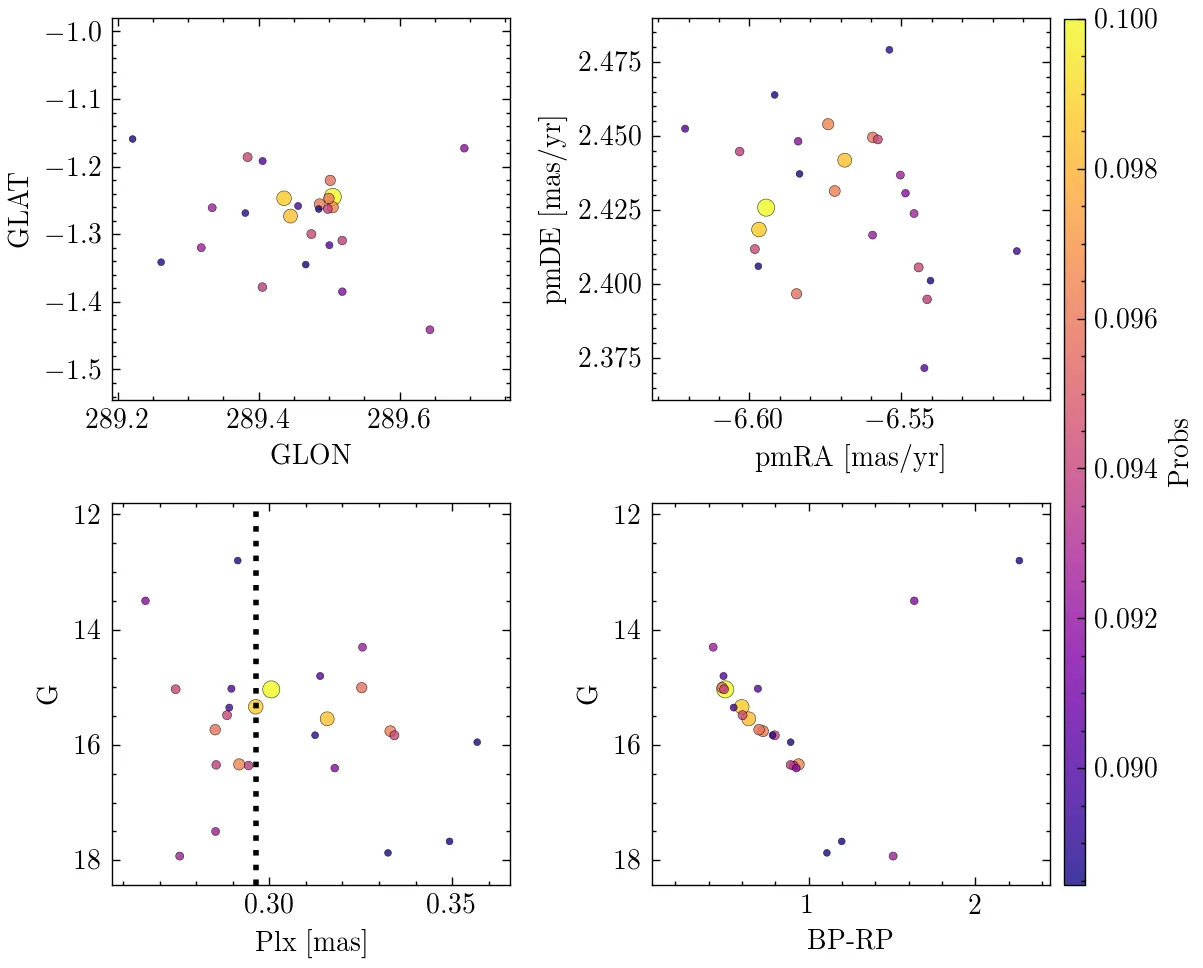 −1.0
−1.1
−1.2
−1.3
−1.4
−1.5
GLAT
289.2 289.4 289.6
GLON
2.475
2.450
2.425
2.400
2.375
pmDE [mas/yr]
−6.60 −6.55
pmRA [mas/yr]
12
14
16
18
G
0.30 0.35
Plx [mas]
12
14
16
18
G
1 2
BP-RP
0.100
0.098
0.096
0.094
0.092
0.090
Probs